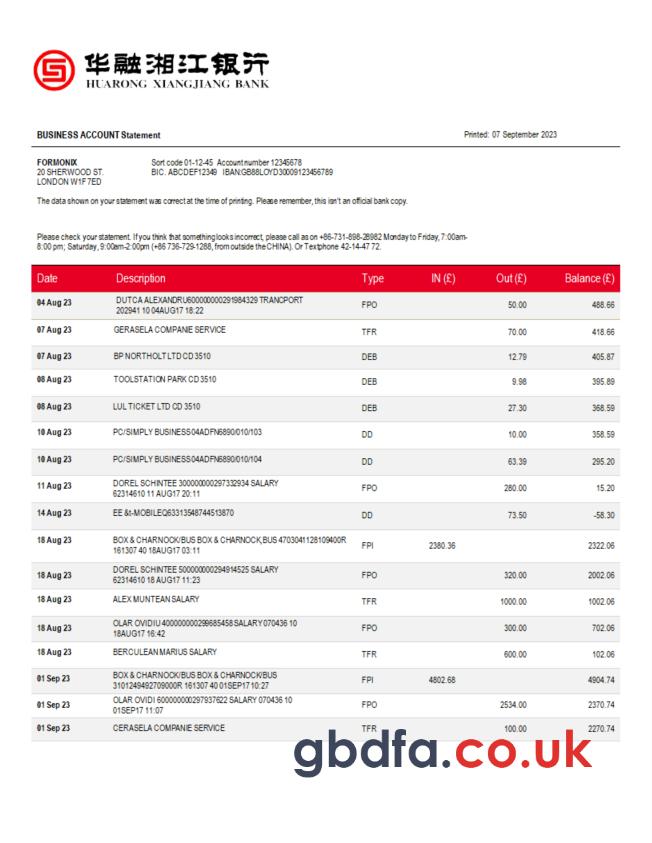 华融湘江银行
HUARONG XIANGJIANG BANK
BUSINESS ACCOUNT Statement Printed: 07 September 2023
FORMONIX Sort code 01-12-45 Account number 12345678
20 SHERWOOD ST. BIC. ABCDEF12349 IBAN:GB88LOYD30009123456789
LONDON W1F7ED
The data shown on your statement was correct at the time of printing. Please remember, this isn't an official bank copy.
Please check your statement. If you think that something looks incorrect, please call as on +86-731-898-28982 Monday to Friday, 7:00am-
8:00 pm; Saturday, 9:00am-2:00pm (+86 736-729-1288, from outside the CHINA). Or Textphone 42-14-47 72.
Date Description Type IN (£) Out (£) Balance (£)
04 Aug 23 DUTCA ALEXANDRU600000000291984329 TRANCPORT FPO 50.00 488.66
202941 10 04AUG17 18:22
07 Aug 23 GERASELA COMPANIE SERVICE TFR 70.00 418.66
07 Aug 23 BP NORTHOLT LTD CD 3510 DEB 12.79 405.87
08 Aug 23 TOOLSTATION PARK CD 3510 DEB 9.98 395.89
08 Aug 23 LUL TICKET LTD CD 3510 DEB 27.30 368.59
10 Aug 23 PC/SIMPLY BUSINESS04ADFN6890/010/103 DD 10.00 358.59
10 Aug 23 PC/SIMPLY BUSINESS04ADFN6890/010/104 DD 63.39 295.20
11 Aug 23 DOREL SCHINTEE 300000000297332934 SALARY FPO 280.00 15.20
62314610 11 AUG17 20:11
14 Aug 23 EE &t-MOBILEQ63313548744513870 DD 73.50 -58.30
18 Aug 23 BOX & CHARNOCK/BUS BOX & CHARNOCK,BUS 4703041128109400R FPI 2380.36 2322.06
161307 40 18AUG17 03:11
18 Aug 23 DOREL SCHINTEE 500000000294914525 SALARY FPO 320.00 2002.06
62314610 18 AUG17 11:23
18 Aug 23 ALEX MUNTEAN SALARY TFR 1000.00 1002.06
18 Aug 23 OLAR OVIDIU 400000000299685458 SALARY 070436 10 FPO 300.00 702.06
18AUG17 16:42
18 Aug 23 BERCULEAN MARIUS SALARY TFR 600.00 102.06
01 Sep 23 BOX & CHARNOCK/BUS BOX & CHARNOCK/BUS FPI 4802.68 4904.74
3101249492709000R 161307 40 01SEP17 10:27
01 Sep 23 OLAR OVIDI 600000000297937622 SALARY 070436 10 FPO 2534.00 2370.74
01SEP17 11:07
01 Sep 23 CERASELA COMPANIE SERVICE TFR 100.00 2270.74
gbdfa.co.uk